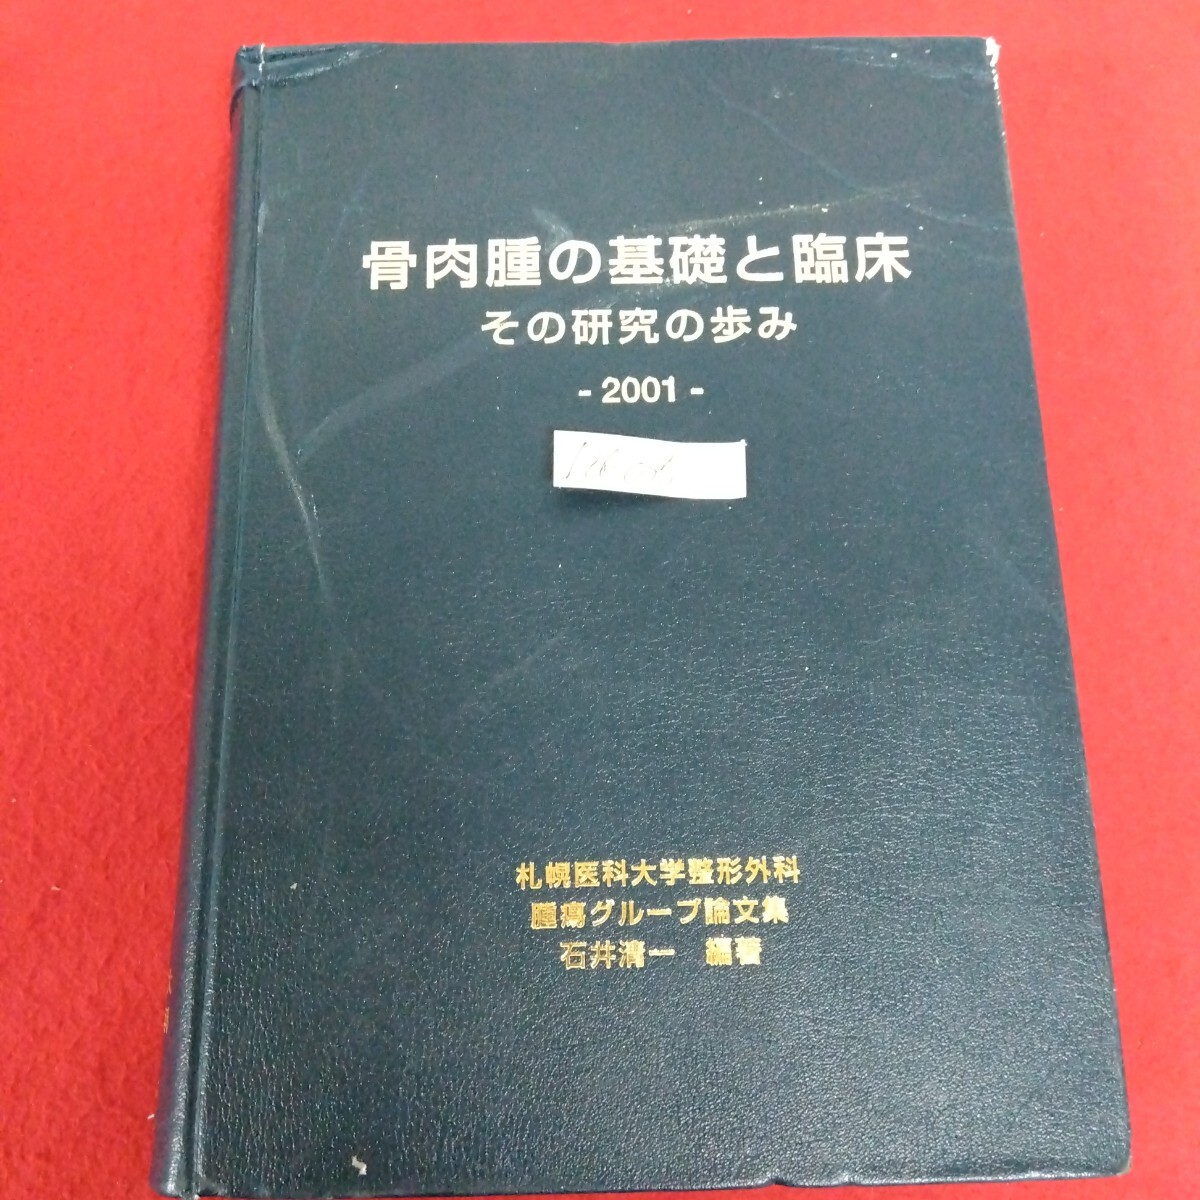 骨肉腫の基礎と臨床
その研究の歩み
- 2001 -
札幌医科大学整形外科
腫瘍グループ論文集
石井清一 編著